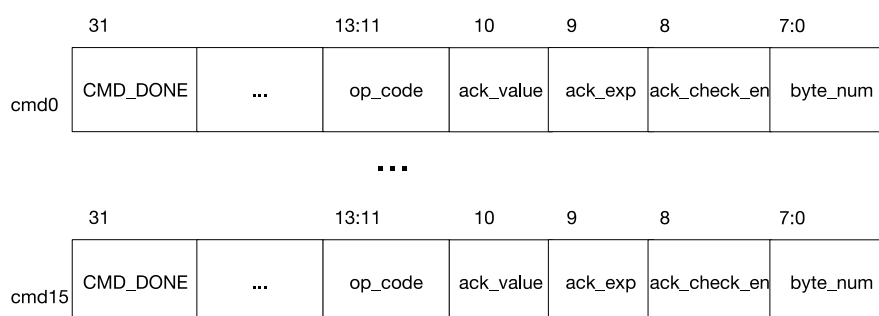 31 13:11 10 9 8 7:0
cmd0 CMD_DONE ... op_code ack_value ack_exp ack_check_en byte_num
...
31 13:11 10 9 8 7:0
cmd15 CMD_DONE ... op_code ack_value ack_exp ack_check_en byte_num